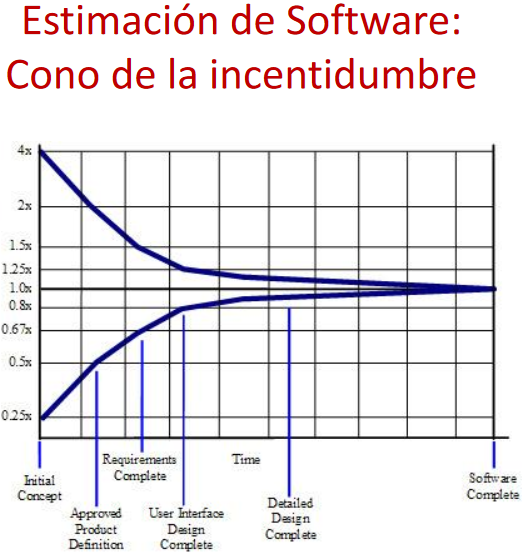 Estimación de Software:
Cono de la incentidumbre
4x
2x
1.5x
1.25x
1.0x
0.8x
0.67x
0.5x
0.25x
Initial
Concept
Approved
Product
Definition
Requirements
Complete
User Interface
Design
Complete
Time
Detailed
Design
Complete
Software
Complete